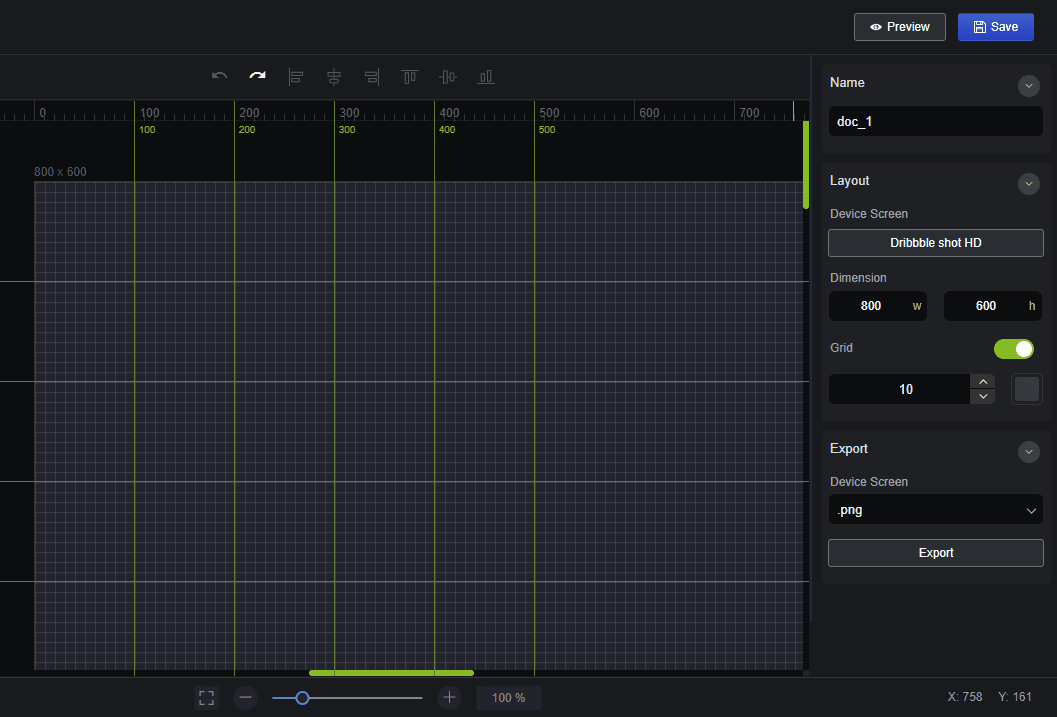 Preview Save
0 100 200 300 400 500 600 700
100 200 300 400 500
800 x 600
Name
doc_1
Layout
Device Screen
Dribbble shot HD
Dimension
800 w 600 h
Grid
10
Export
Device Screen
.png
Export
100 % X: 758 Y: 161